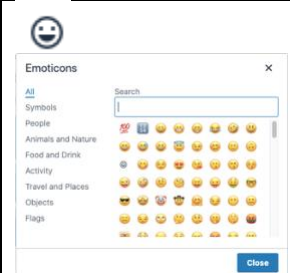 Emoticons
All
Search
Symbols
People
Animals and Nature
Food and Drink
Activity
Travel and Places
Objects
Flags
Close